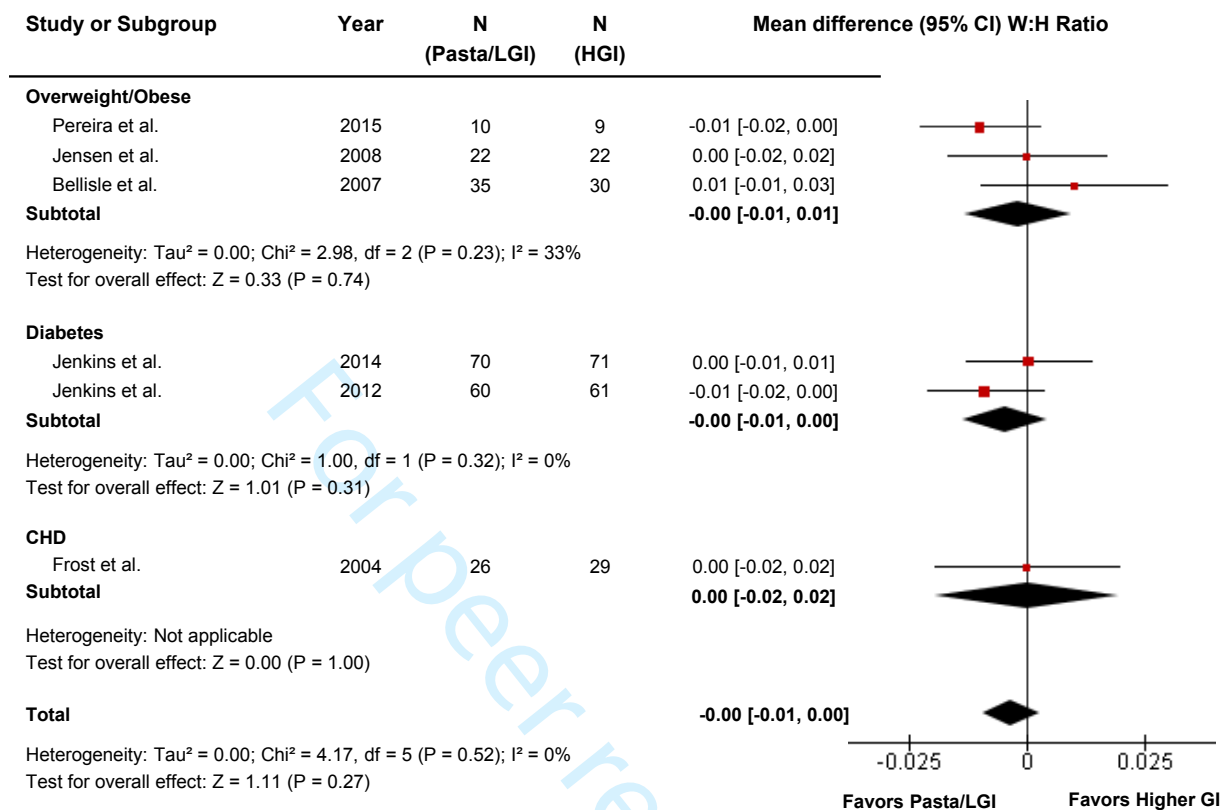 Study or Subgroup Year N N Mean difference (95% CI) W:H Ratio
(Pasta/LGI) (HGI)
Overweight/Obese
Pereira et al. 2015 10 9 -0.01 [-0.02, 0.00]
Jensen et al. 2008 22 22 0.00 [-0.02, 0.02]
Bellisle et al. 2007 35 30 0.01 [-0.01, 0.03]
Subtotal -0.00 [-0.01, 0.01]
Heterogeneity: Tau² = 0.00; Chi² = 2.98, df = 2 (P = 0.23); I² = 33%
Test for overall effect: Z = 0.33 (P = 0.74)
Diabetes
Jenkins et al. 2014 70 71 0.00 [-0.01, 0.01]
Jenkins et al. 2012 60 61 -0.01 [-0.02, 0.00]
Subtotal -0.00 [-0.01, 0.00]
Heterogeneity: Tau² = 0.00; Chi² = 1.00, df = 1 (P = 0.32); I² = 0%
Test for overall effect: Z = 1.01 (P = 0.31)
CHD
Frost et al. 2004 26 29 0.00 [-0.02, 0.02]
Subtotal 0.00 [-0.02, 0.02]
Heterogeneity: Not applicable
Test for overall effect: Z = 0.00 (P = 1.00)
Total -0.00 [-0.01, 0.00]
Heterogeneity: Tau² = 0.00; Chi² = 4.17, df = 5 (P = 0.52); I² = 0%
Test for overall effect: Z = 1.11 (P = 0.27)
-0.025 0 0.025
Favors Pasta/LGI Favors Higher GI
For peer re